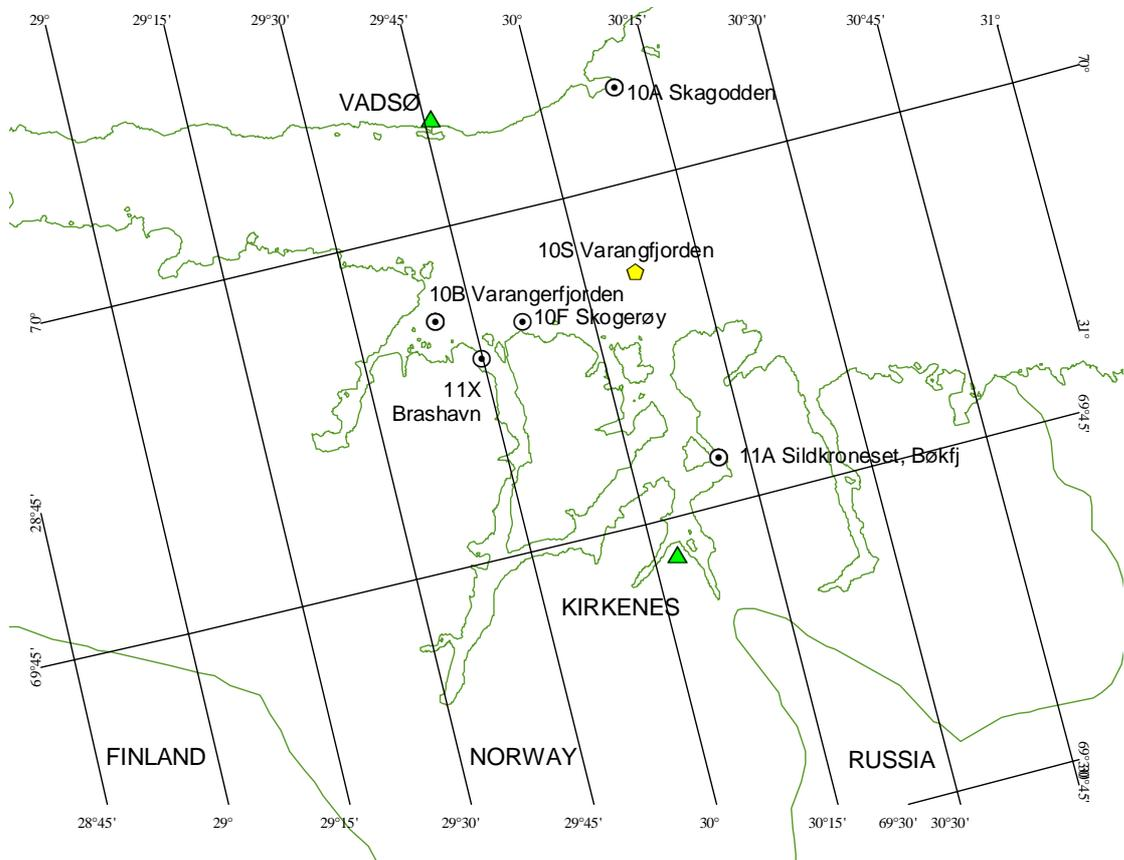 29°
29°15'
29°30'
29°45'
30°
30°15'
30°30'
30°45'
31°
70°
VADSØ
10A Skagodden
10S Varangfjorden
10B Varangerfjorden
10F Skogerøy
70°
31°
11X
Brashavn
69°45'
11A Sildkroneset, Bøkfj
28°45'
KIRKENES
69°45'
FINLAND
NORWAY
RUSSIA
69°30'
28°45'
29°
29°15'
29°30'
29°45'
30°
30°15'
69°30'
30°30'